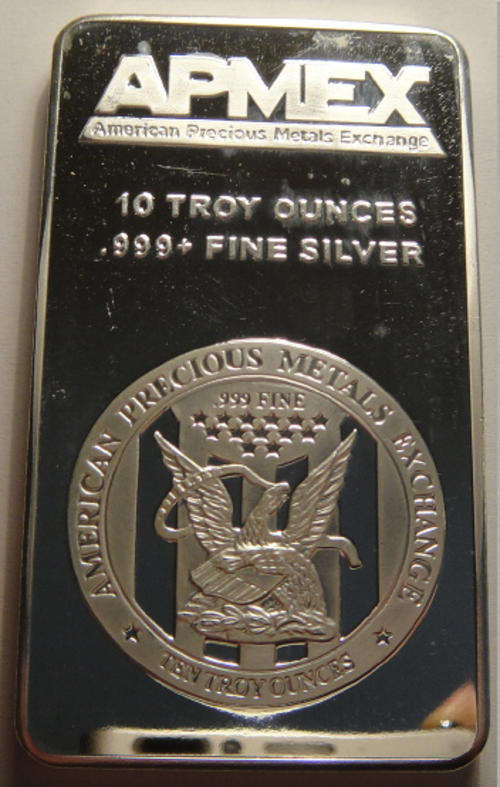 APMEX
American Precious Metals Exchange
10 TROY OUNCES
.999+ FINE SILVER
AMERICAN PRECIOUS METALS EXCHANGE
.999 FINE
TEN TROY OUNCES